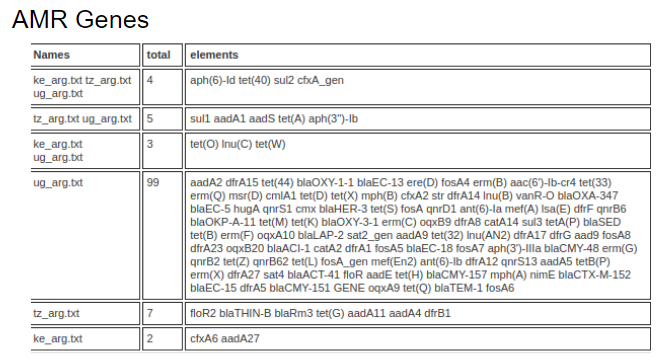 AMR Genes
Names total elements
ke_arg.txt tz_arg.txt 4 aph(6)-Id tet(40) sul2 cfxA_gen
ug_arg.txt
tz_arg.txt ug_arg.txt 5 sul1 aadA1 aadS tet(A) aph(3'')-Ib
ke_arg.txt 3 tet(O) lnu(C) tet(W)
ug_arg.txt
ug_arg.txt 99 aadA2 dfrA15 tet(44) blaOXY-1-1 blaEC-13 ere(D) fosA4 erm(B) aac(6')-Ib-cr4 tet(33)
erm(Q) msr(D) cmlA1 tet(D) tet(X) mph(B) cfxA2 str dfrA14 lnu(B) vanR-O blaOXA-347
blaEC-5 hugA qnrS1 cmx blaHER-3 tet(S) fosA qnrD1 ant(6)-Ia mef(A) lsa(E) dfrF qnrB6
blaOKP-A-11 tet(M) tet(K) blaOXY-3-1 erm(C) oqxB9 dfrA8 catA14 sul3 tetA(P) blaSED
tet(B) erm(F) oqxA10 blaLAP-2 sat2_gen aadA9 tet(32) lnu(AN2) dfrA17 dfrG aad9 fosA8
dfrA23 oqxB20 blaACI-1 catA2 dfrA1 fosA5 blaEC-18 fosA7 aph(3')-IIIa blaCMY-48 erm(G)
qnrB2 tet(Z) qnrB62 tet(L) fosA_gen mef(En2) ant(6)-Ib dfrA12 qnrS13 aadA5 tetB(P)
erm(X) dfrA27 sat4 blaACT-41 floR aadE tet(H) blaCMY-157 mph(A) nimE blaCTX-M-152
blaEC-15 dfrA5 blaCMY-151 GENE oqxA9 tet(Q) blaTEM-1 fosA6
tz_arg.txt 7 floR2 blaTHIN-B blaRm3 tet(G) aadA11 aadA4 dfrB1
ke_arg.txt 2 cfxA6 aadA27